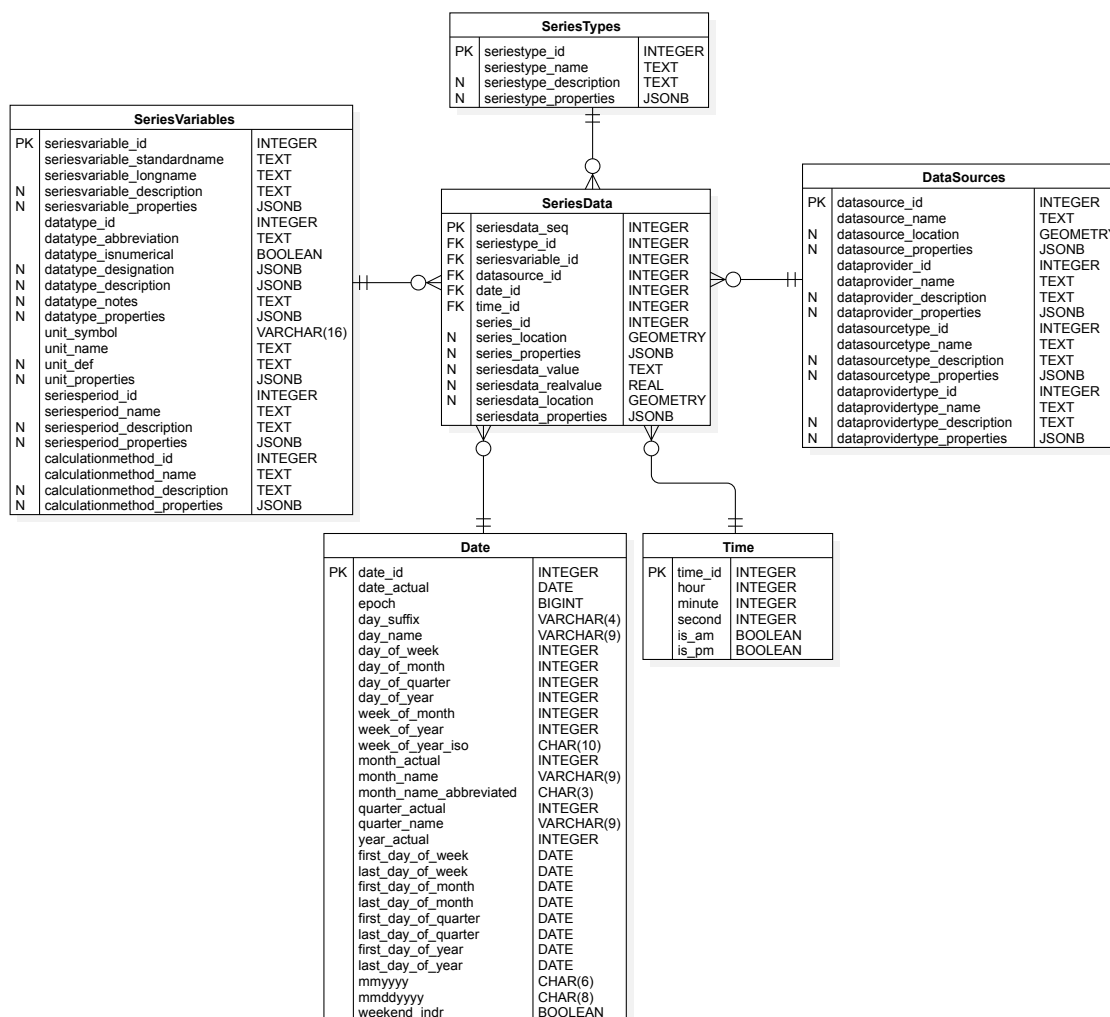 SeriesTypes
PK seriestype_id INTEGER
seriestype_name TEXT
N seriestype_description TEXT
N seriestype_properties JSONB
SeriesVariables
PK seriesvariable_id INTEGER
seriesvariable_standardname TEXT
seriesvariable_longname TEXT
N seriesvariable_description TEXT
N seriesvariable_properties JSONB
datatype_id INTEGER
datatype_abbreviation TEXT
datatype_isnumerical BOOLEAN
N datatype_designation JSONB
N datatype_description JSONB
N datatype_notes TEXT
N datatype_properties JSONB
unit_symbol VARCHAR(16)
unit_name TEXT
N unit_def TEXT
N unit_properties JSONB
seriesperiod_id INTEGER
seriesperiod_name TEXT
N seriesperiod_description TEXT
N seriesperiod_properties JSONB
calculationmethod_id INTEGER
calculationmethod_name TEXT
N calculationmethod_description TEXT
N calculationmethod_properties JSONB
SeriesData
PK seriesdata_seq INTEGER
FK seriestype_id INTEGER
FK seriesvariable_id INTEGER
FK datasource_id INTEGER
FK date_id INTEGER
FK time_id INTEGER
series_id INTEGER
N series_location GEOMETRY
N series_properties JSONB
N seriesdata_value TEXT
N seriesdata_realvalue REAL
N seriesdata_location GEOMETRY
seriesdata_properties JSONB
DataSources
PK datasource_id INTEGER
datasource_name TEXT
N datasource_location GEOMETRY
N datasource_properties JSONB
dataprovider_id INTEGER
dataprovider_name TEXT
N dataprovider_description TEXT
N dataprovider_properties JSONB
datasourcetype_id INTEGER
datasourcetype_name TEXT
N datasourcetype_description TEXT
N datasourcetype_properties JSONB
dataprovidertype_id INTEGER
dataprovidertype_name TEXT
N dataprovidertype_description TEXT
N dataprovidertype_properties JSONB
Date
PK date_id INTEGER
date_actual DATE
epoch BIGINT
day_suffix VARCHAR(4)
day_name VARCHAR(9)
day_of_week INTEGER
day_of_month INTEGER
day_of_quarter INTEGER
day_of_year INTEGER
week_of_month INTEGER
week_of_year INTEGER
week_of_year_iso CHAR(10)
month_actual INTEGER
month_name VARCHAR(9)
month_name_abbreviated CHAR(3)
quarter_actual INTEGER
quarter_name VARCHAR(9)
year_actual INTEGER
first_day_of_week DATE
last_day_of_week DATE
first_day_of_month DATE
last_day_of_month DATE
first_day_of_quarter DATE
last_day_of_quarter DATE
first_day_of_year DATE
last_day_of_year DATE
mmyyyy CHAR(6)
mmddyyyy CHAR(8)
weekend_indr BOOLEAN
Time
PK time_id INTEGER
hour INTEGER
minute INTEGER
second INTEGER
is_am BOOLEAN
is_pm BOOLEAN